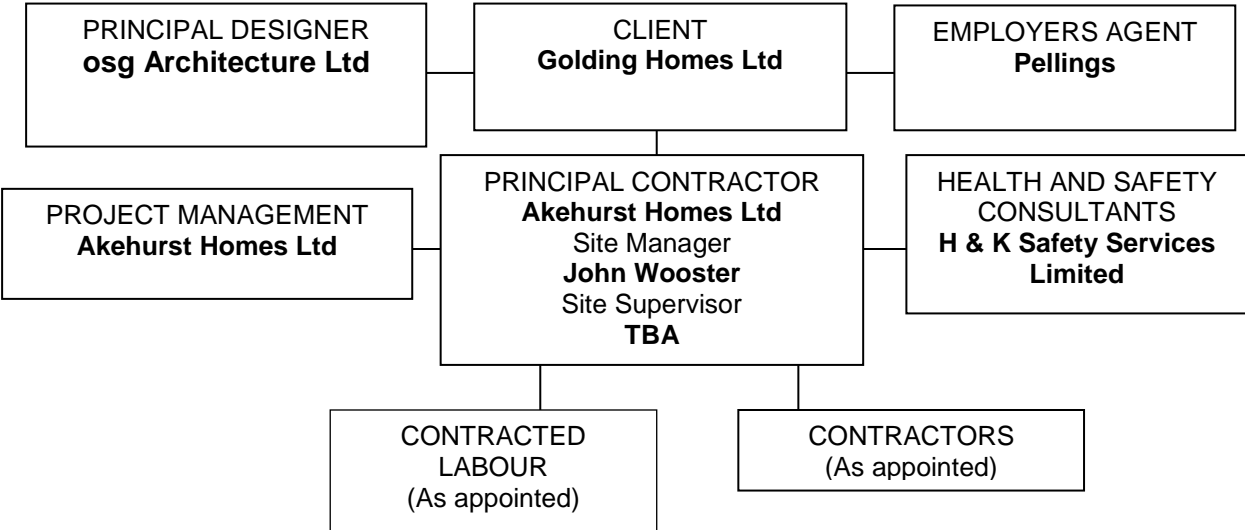 PRINCIPAL DESIGNER
osg Architecture Ltd
CLIENT
Golding Homes Ltd
EMPLOYERS AGENT
Pellings
PROJECT MANAGEMENT
Akehurst Homes Ltd
PRINCIPAL CONTRACTOR
Akehurst Homes Ltd
Site Manager
John Wooster
Site Supervisor
TBA
HEALTH AND SAFETY
CONSULTANTS
H & K Safety Services
Limited
CONTRACTED
LABOUR
(As appointed)
CONTRACTORS
(As appointed)